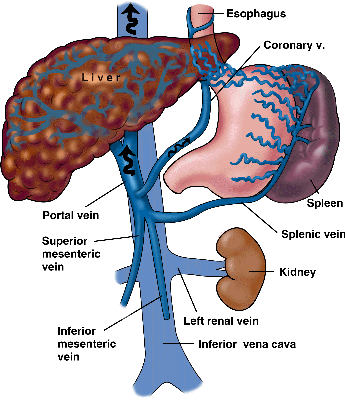 Esophagus
Coronary v.
Liver
Spleen
Portal vein
Splenic vein
Superior
mesenteric
vein
Kidney
Left renal vein
Inferior
mesenteric
vein
Inferior vena cava